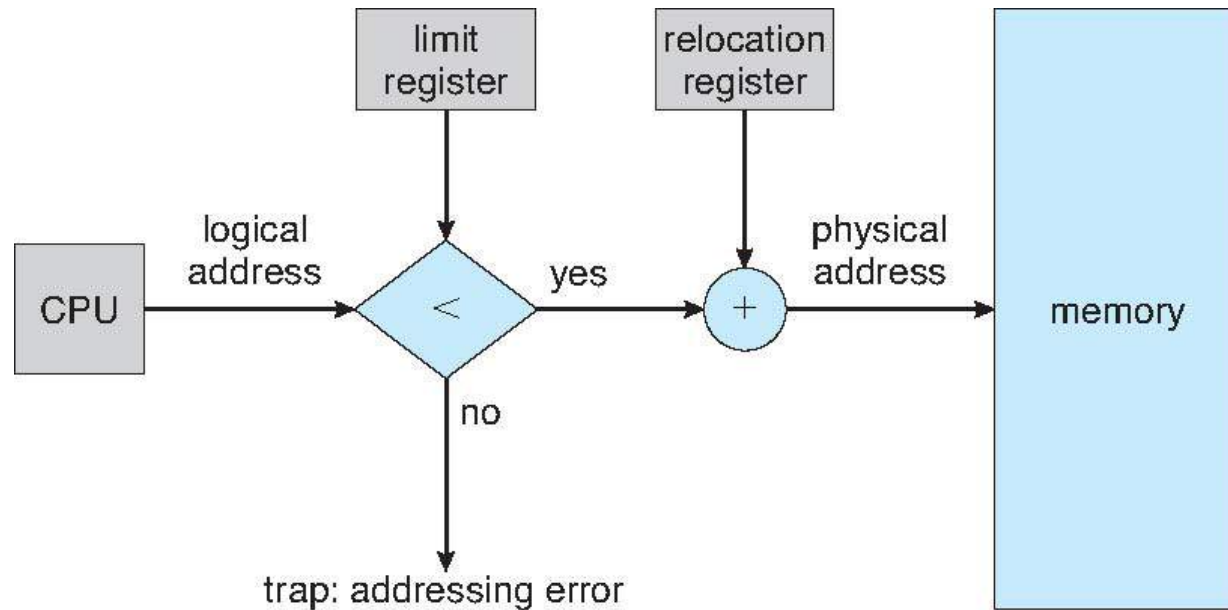 limit
register
relocation
register
logical
address
physical
address
CPU
<
yes
+
memory
no
trap: addressing error